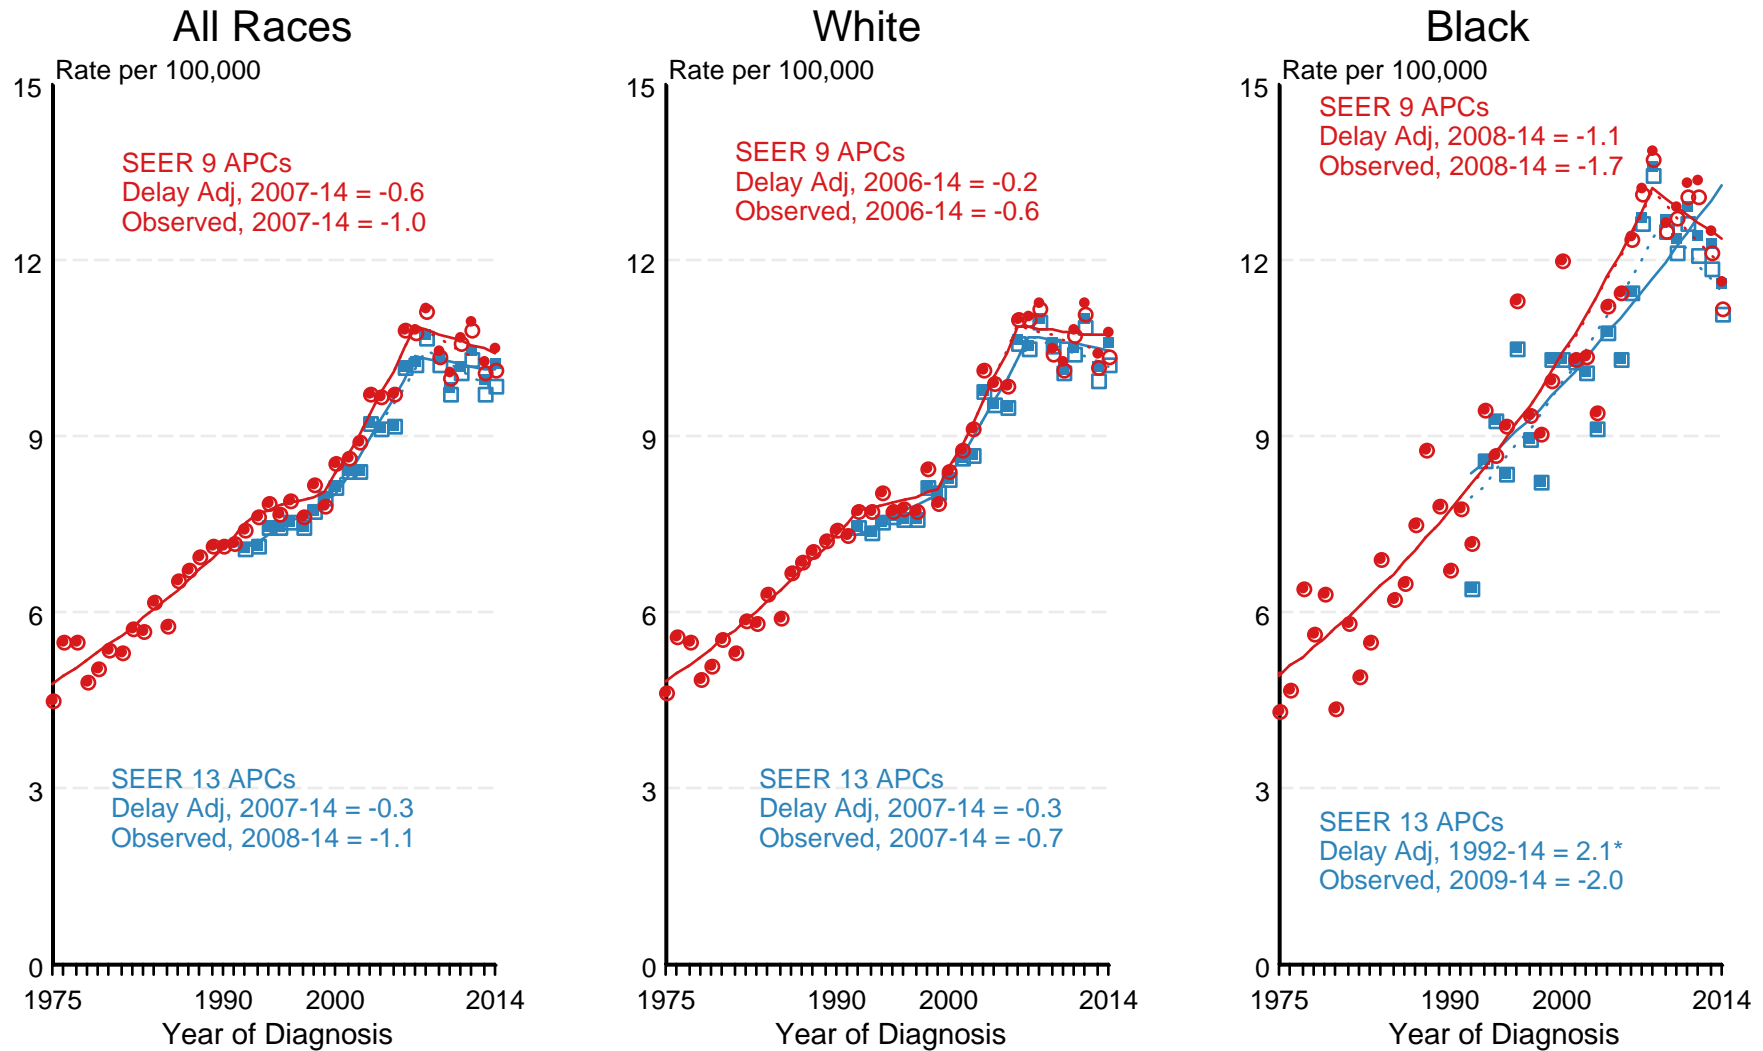 All Races
Rate per 100,000
15
SEER 9 APCs
Delay Adj, 2007-14 = -0.6
Observed, 2007-14 = -1.0
12
9
6
3
SEER 13 APCs
Delay Adj, 2007-14 = -0.3
Observed, 2008-14 = -1.1
0
1975 1990 2000 2014
Year of Diagnosis
White
Rate per 100,000
15
SEER 9 APCs
Delay Adj, 2006-14 = -0.2
Observed, 2006-14 = -0.6
12
9
6
3
SEER 13 APCs
Delay Adj, 2007-14 = -0.3
Observed, 2007-14 = -0.7
0
1975 1990 2000 2014
Year of Diagnosis
Black
Rate per 100,000
15
SEER 9 APCs
Delay Adj, 2008-14 = -1.1
Observed, 2008-14 = -1.7
12
9
6
3
SEER 13 APCs
Delay Adj, 1992-14 = 2.1*
Observed, 2009-14 = -2.0
0
1975 1990 2000 2014
Year of Diagnosis